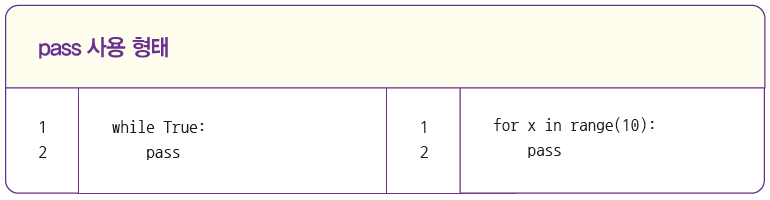 pass 사용 형태
1 while True:
2     pass
1 for x in range(10):
2     pass